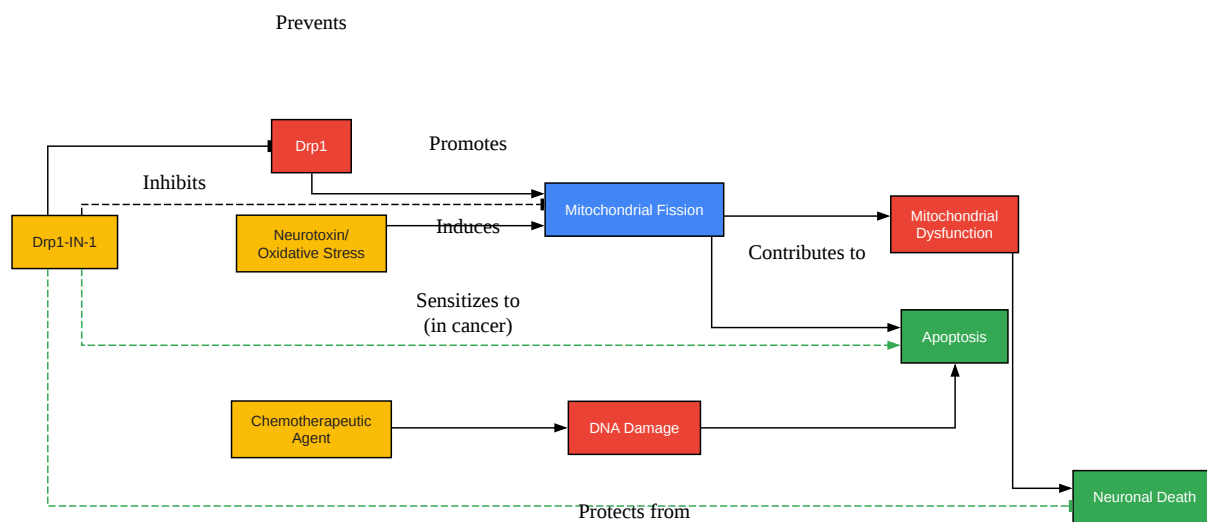 Prevents
Drp1
Promotes
Inhibits
Mitochondrial Fission
Mitochondrial
Dysfunction
Drp1-IN-1
Neurotoxin/
Oxidative Stress
Induces
Contributes to
Sensitizes to
(in cancer)
Apoptosis
Chemotherapeutic
Agent
DNA Damage
Neuronal Death
Protects from